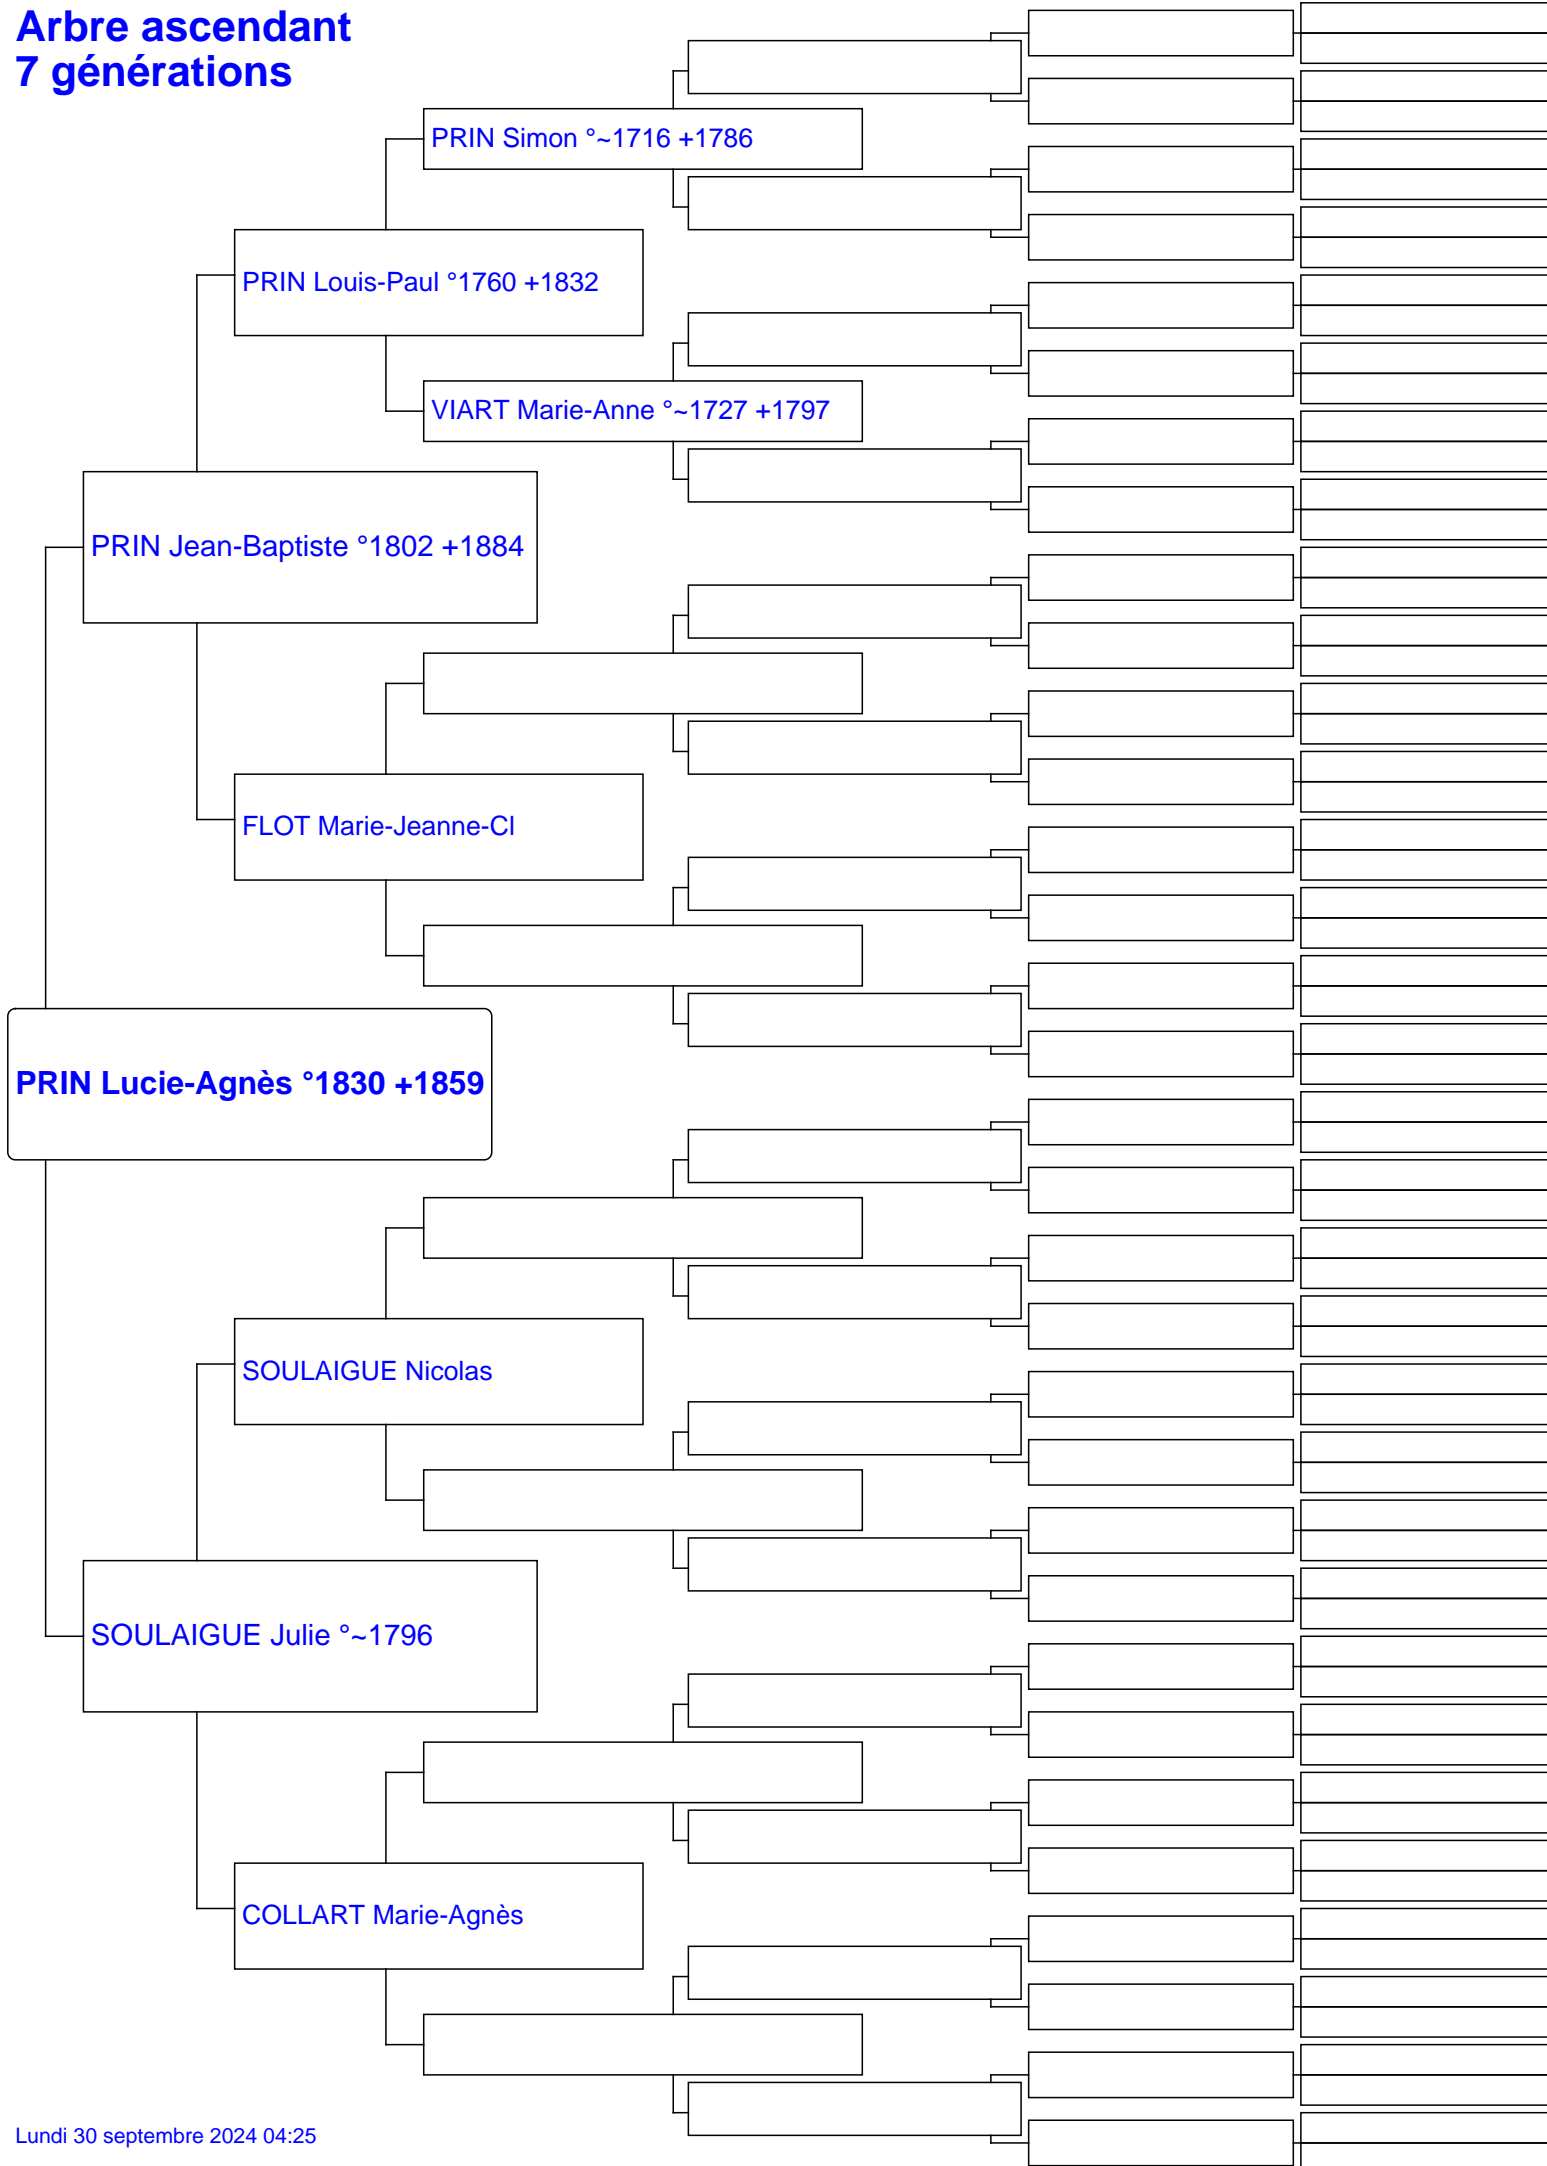 Arbre ascendant
7 générations
PRIN Simon °~1716 +1786
PRIN Louis-Paul °1760 +1832
VIART Marie-Anne °~1727 +1797
PRIN Jean-Baptiste °1802 +1884
FLOT Marie-Jeanne-Cl
PRIN Lucie-Agnès °1830 +1859
SOULAIGUE Nicolas
SOULAIGUE Julie °~1796
COLLART Marie-Agnès
Lundi 30 septembre 2024 04:25